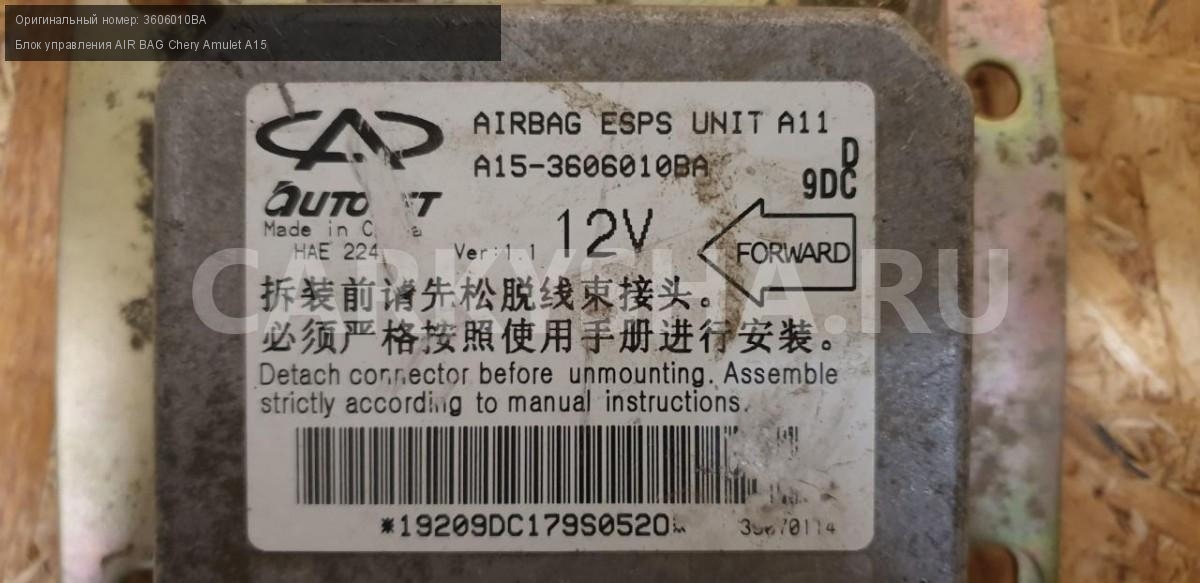 Оригинальный номер: 3606010BA
Блок управления AIR BAG Chery Amulet A15
AIRBAG ESPS UNIT A11
A15-3606010BA
D
9DC
Made in
HAE 224
Ver:1.1
12V
FORWARD
CARKYCHA.RU
拆装前请先松脱线束接头。
必须严格按照使用手册进行安装。
Detach connector before unmounting. Assemble
strictly according to manual instructions.
*19209DC179S0520*